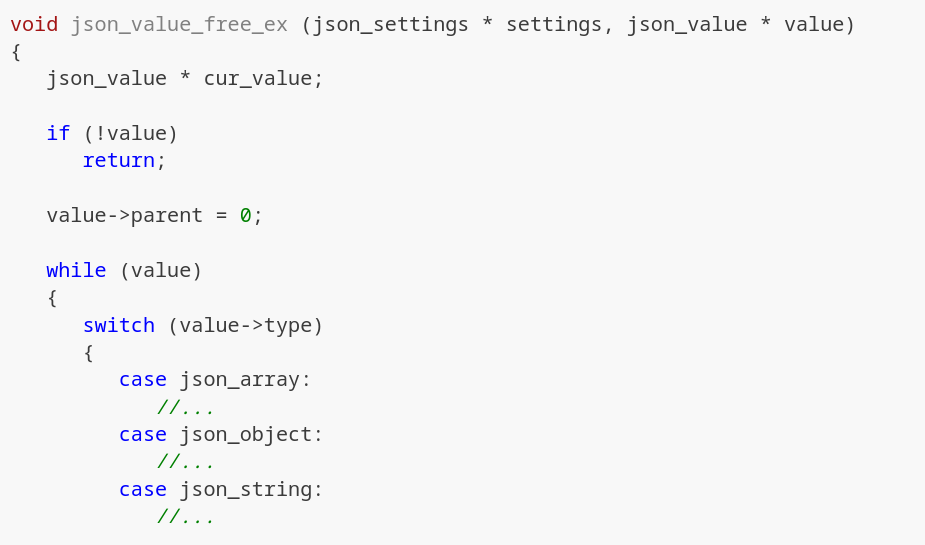 void json_value_free_ex (json_settings * settings, json_value * value)
{
   json_value * cur_value;

   if (!value)
      return;

   value->parent = 0;

   while (value)
   {
      switch (value->type)
      {
         case json_array:
            //...
         case json_object:
            //...
         case json_string:
            //...